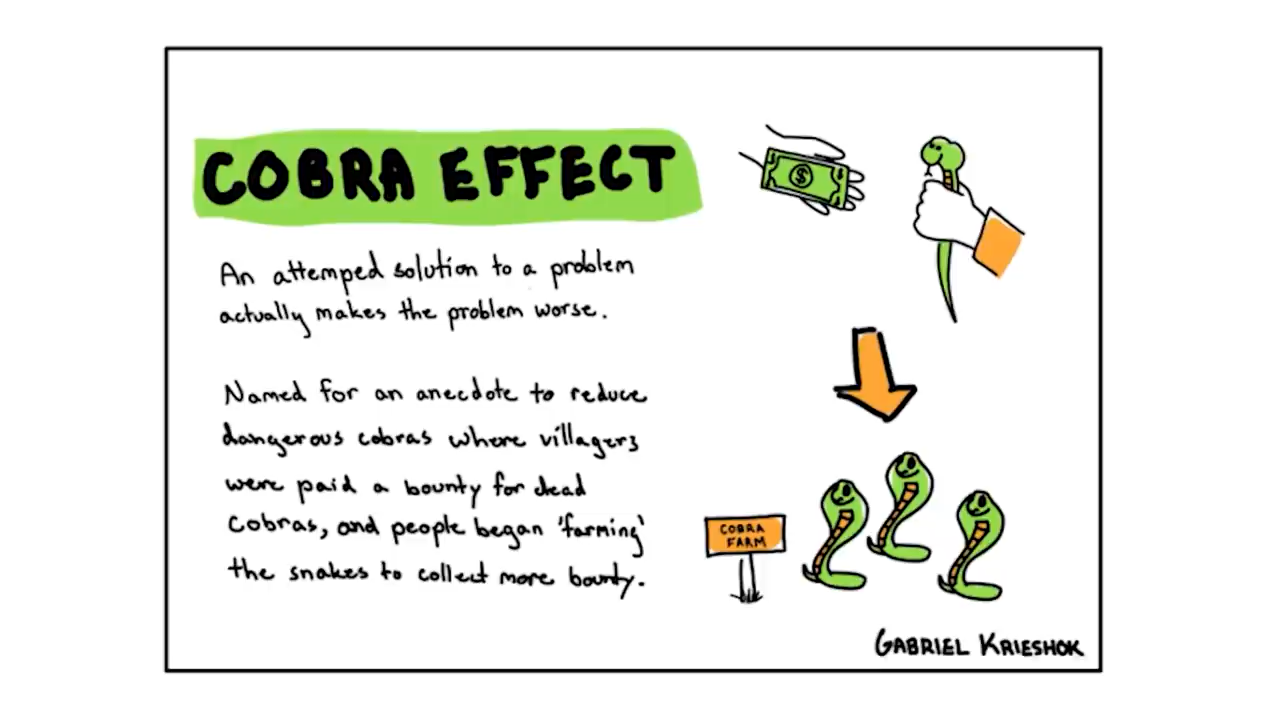 COBRA EFFECT
An attemped solution to a problem
actually makes the problem worse.
Named for an anecdote to reduce
dangerous cobras where villagers
were paid a bounty for dead
cobras, and people began 'farming'
the snakes to collect more bounty.
$
COBRA
FARM
GABRIEL KRIESHOK